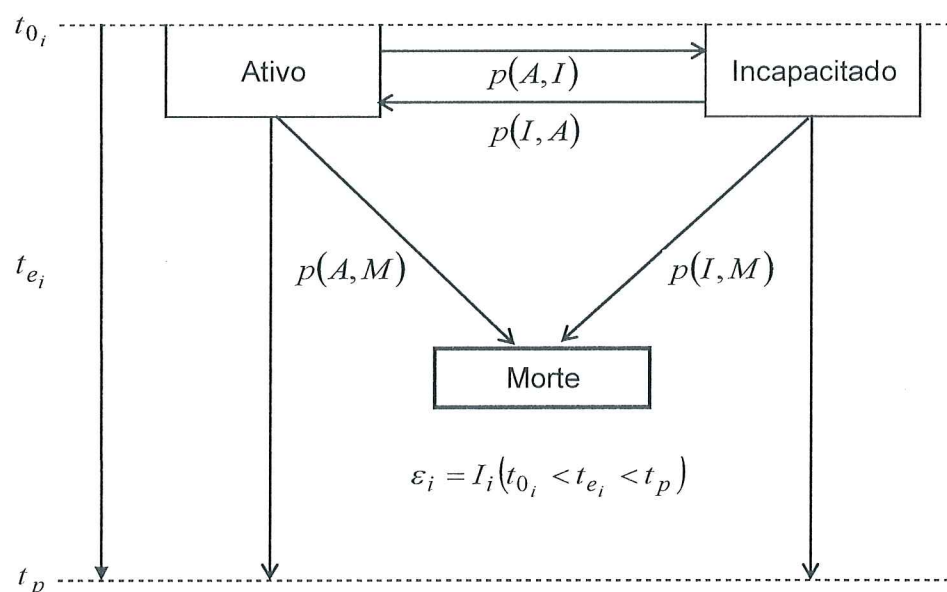 t₀ᵢ
Ativo
Incapacitado
p(A, I)
p(I, A)
tₑᵢ
p(A, M)
p(I, M)
Morte
εᵢ = Iᵢ(t₀ᵢ < tₑᵢ < tₚ)
tₚ